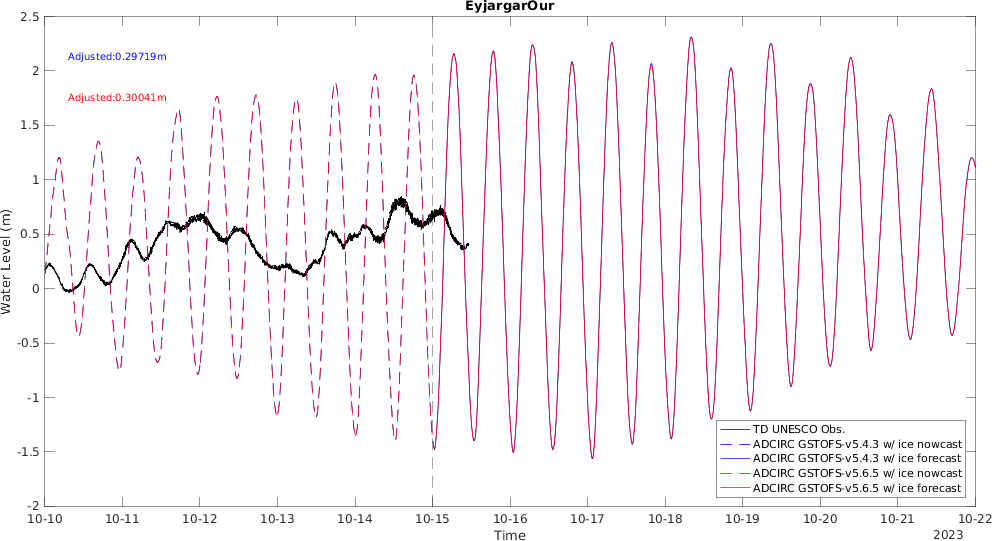 EyjargarOur
Adjusted:0.29719m
Adjusted:0.30041m
2.5
2
1.5
1
0.5
0
-0.5
-1
-1.5
-2
Water Level (m)
TD UNESCO Obs.
ADCIRC GSTOFS-v5.4.3 w/ ice nowcast
ADCIRC GSTOFS-v5.4.3 w/ ice forecast
ADCIRC GSTOFS-v5.6.5 w/ ice nowcast
ADCIRC GSTOFS-v5.6.5 w/ ice forecast
10-10 10-11 10-12 10-13 10-14 10-15 10-16 10-17 10-18 10-19 10-20 10-21 10-22
Time
2023